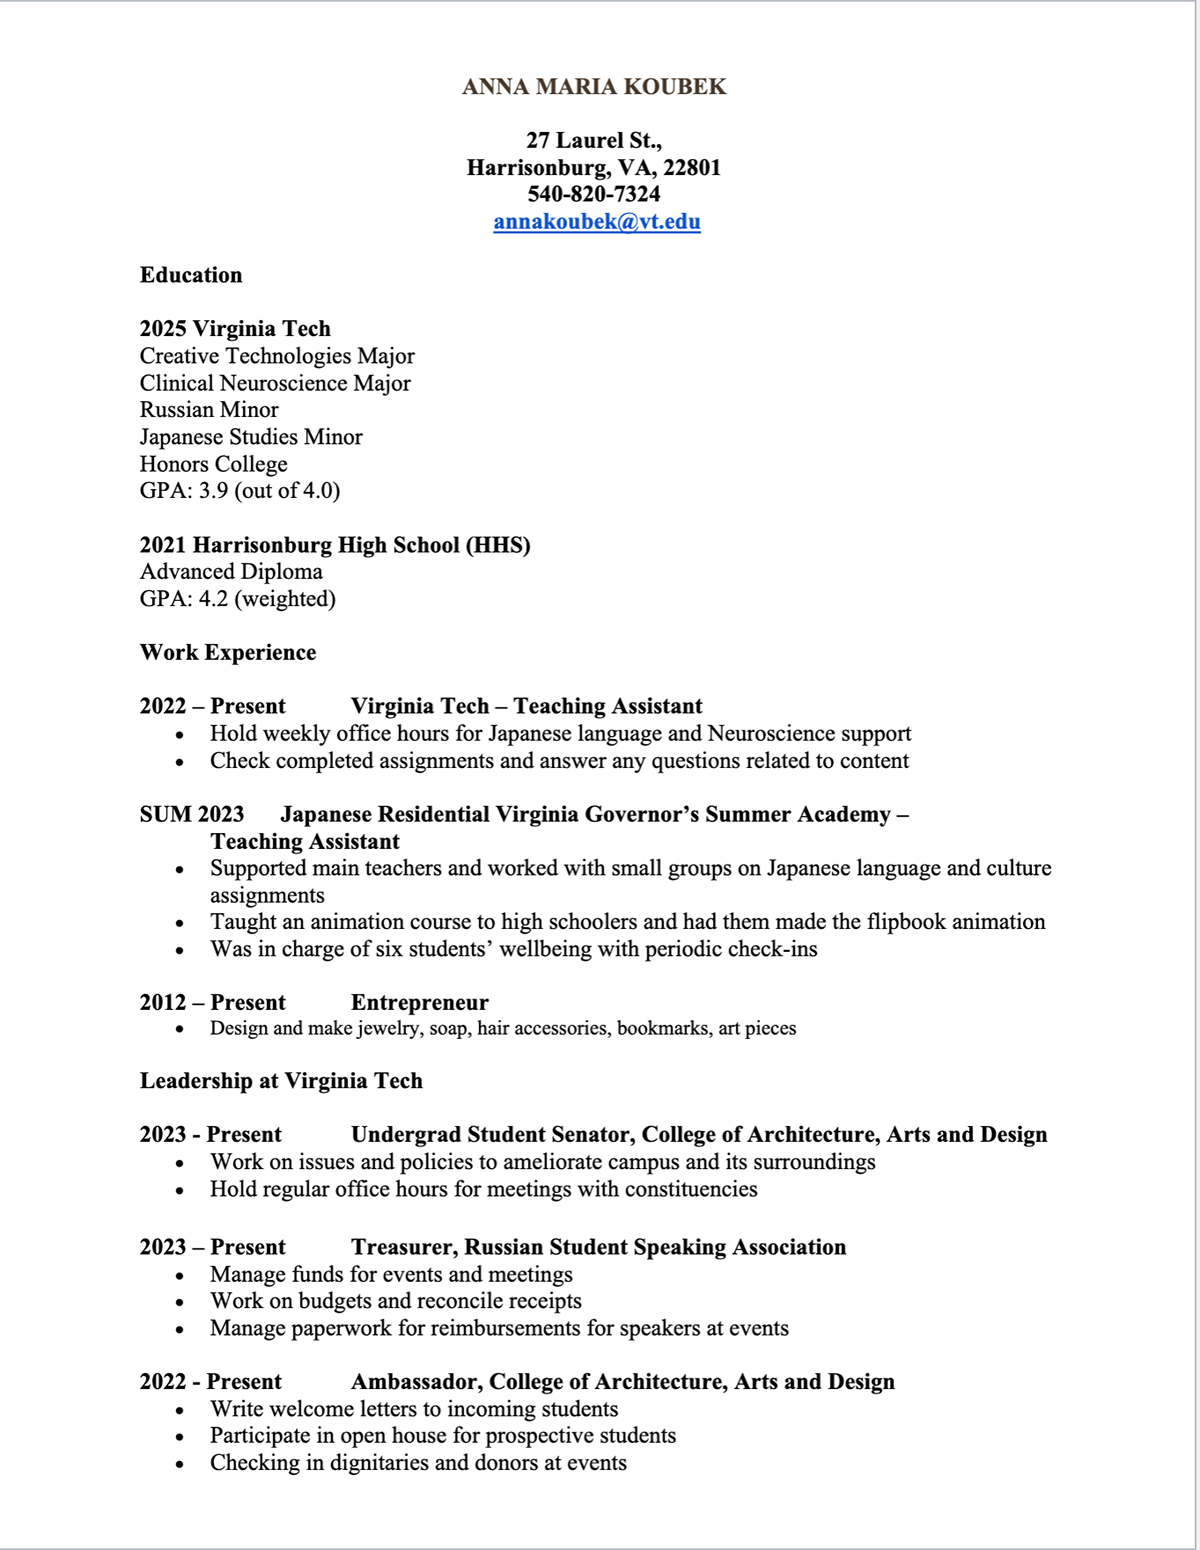 ANNA MARIA KOUBEK
27 Laurel St.,
Harrisonburg, VA, 22801
540-820-7324
annakoubek@vt.edu
Education
2025 Virginia Tech
Creative Technologies Major
Clinical Neuroscience Major
Russian Minor
Japanese Studies Minor
Honors College
GPA: 3.9 (out of 4.0)
2021 Harrisonburg High School (HHS)
Advanced Diploma
GPA: 4.2 (weighted)
Work Experience
2022 – Present Virginia Tech – Teaching Assistant
• Hold weekly office hours for Japanese language and Neuroscience support
• Check completed assignments and answer any questions related to content
SUM 2023 Japanese Residential Virginia Governor’s Summer Academy –
Teaching Assistant
• Supported main teachers and worked with small groups on Japanese language and culture
assignments
• Taught an animation course to high schoolers and had them made the flipbook animation
• Was in charge of six students’ wellbeing with periodic check-ins
2012 – Present Entrepreneur
• Design and make jewelry, soap, hair accessories, bookmarks, art pieces
Leadership at Virginia Tech
2023 - Present Undergrad Student Senator, College of Architecture, Arts and Design
• Work on issues and policies to ameliorate campus and its surroundings
• Hold regular office hours for meetings with constituencies
2023 – Present Treasurer, Russian Student Speaking Association
• Manage funds for events and meetings
• Work on budgets and reconcile receipts
• Manage paperwork for reimbursements for speakers at events
2022 - Present Ambassador, College of Architecture, Arts and Design
• Write welcome letters to incoming students
• Participate in open house for prospective students
• Checking in dignitaries and donors at events